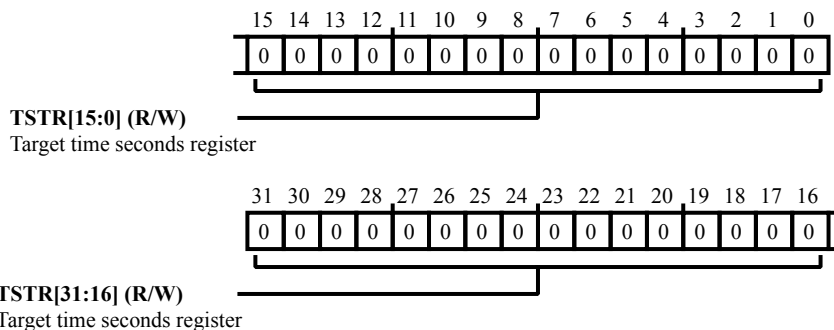 15 14 13 12 11 10 9 8 7 6 5 4 3 2 1 0
0 0 0 0 0 0 0 0 0 0 0 0 0 0 0 0
TSTR[15:0] (R/W)
Target time seconds register
31 30 29 28 27 26 25 24 23 22 21 20 19 18 17 16
0 0 0 0 0 0 0 0 0 0 0 0 0 0 0 0
TSTR[31:16] (R/W)
Target time seconds register